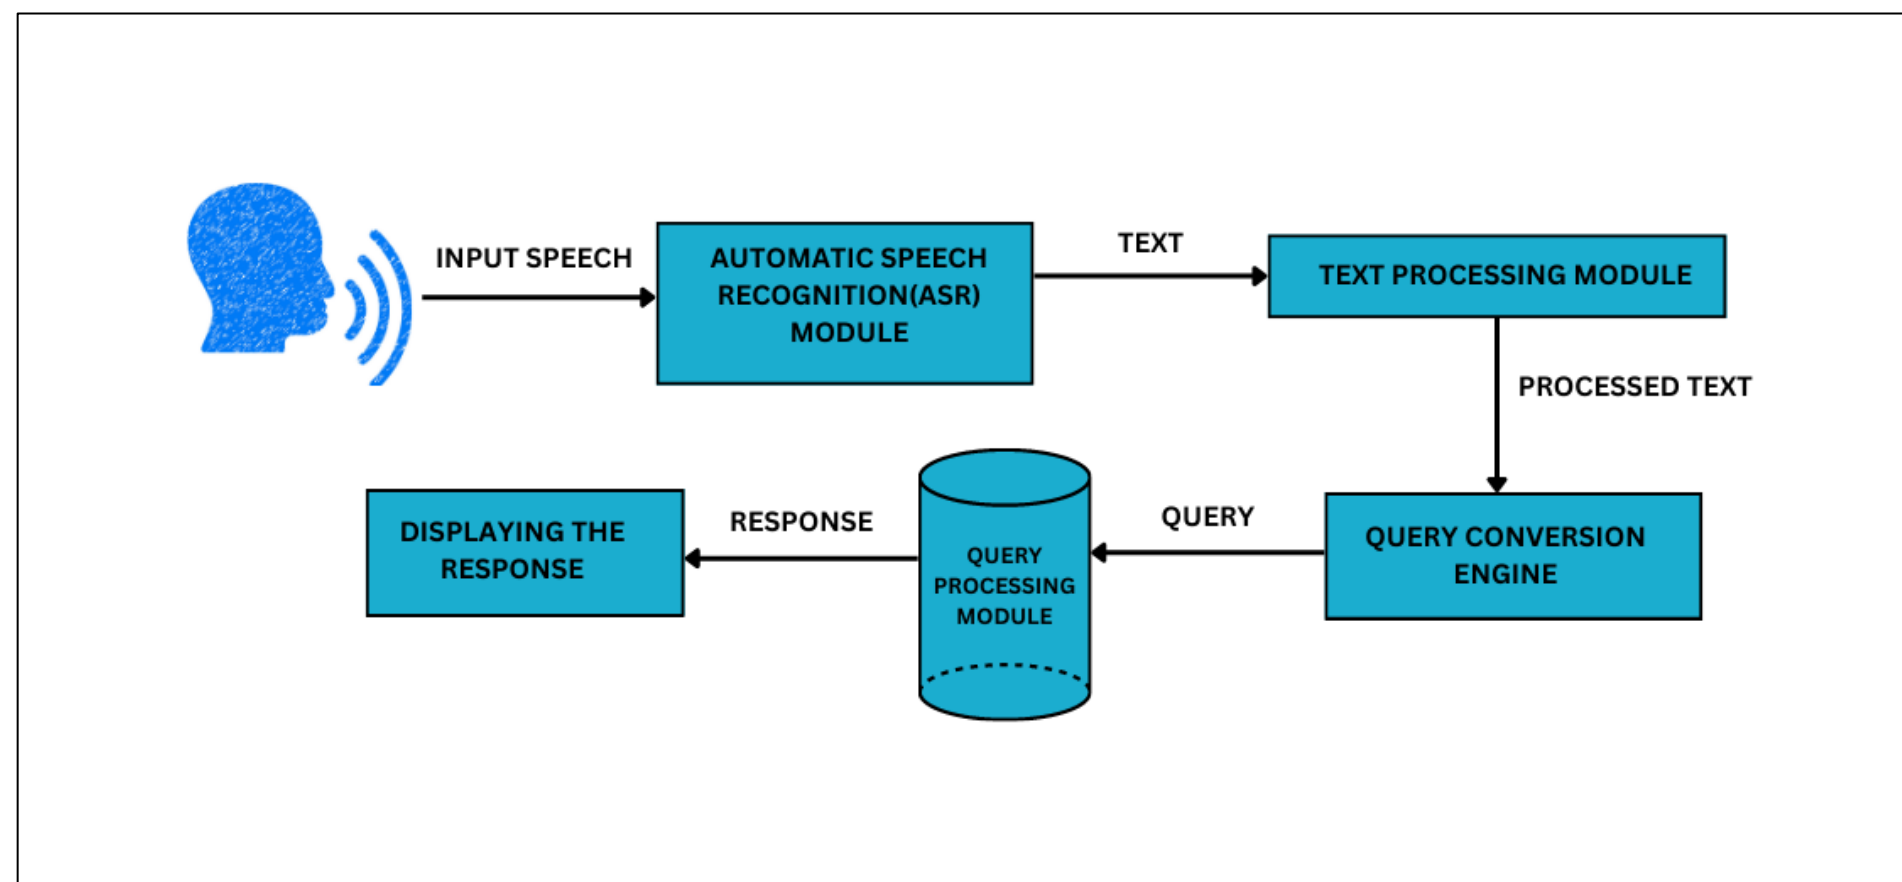 INPUT SPEECH
AUTOMATIC SPEECH
RECOGNITION(ASR)
MODULE
TEXT
TEXT PROCESSING MODULE
PROCESSED TEXT
QUERY CONVERSION
ENGINE
QUERY
QUERY
PROCESSING
MODULE
RESPONSE
DISPLAYING THE
RESPONSE